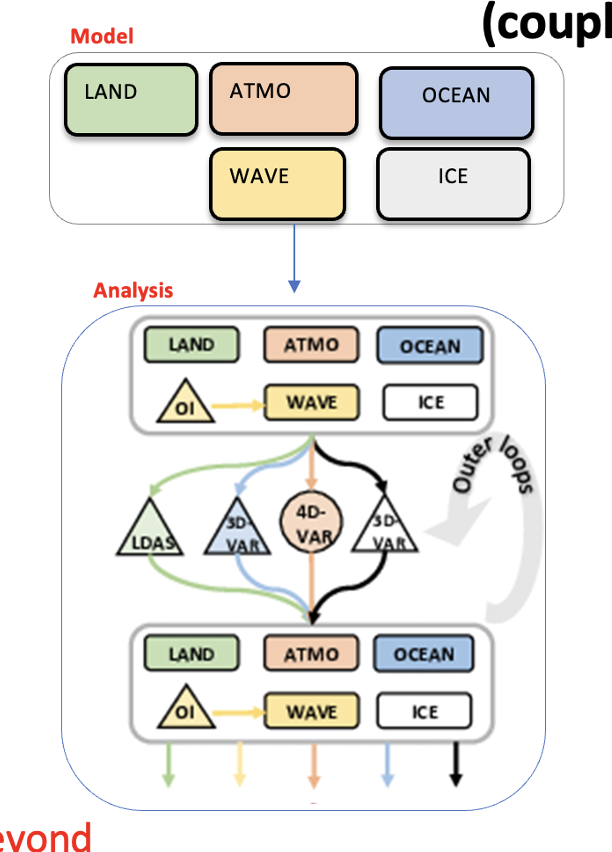 (coupl
Model
LAND
ATMO
OCEAN
WAVE
ICE
Analysis
LAND
ATMO
OCEAN
OI
WAVE
ICE
Outer loops
LDAS
3D-
VAR
4D-
VAR
3D-
VAR
LAND
ATMO
OCEAN
OI
WAVE
ICE
eyond